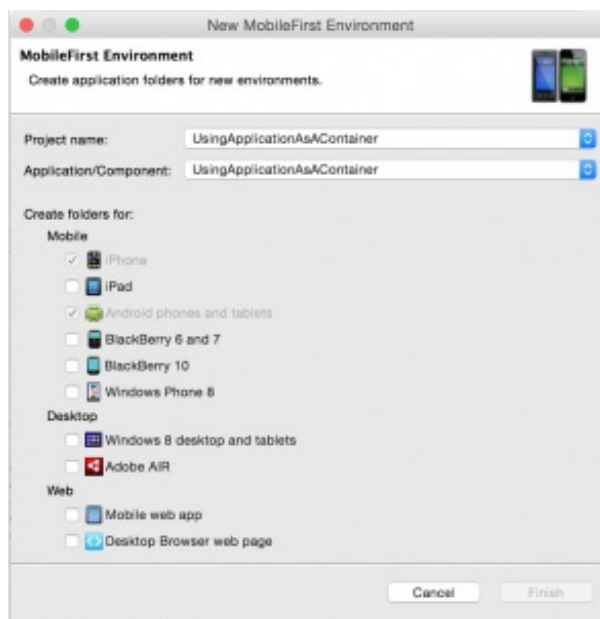 New MobileFirst Environment
MobileFirst Environment
Create application folders for new environments.
Project name: UsingApplicationAsAContainer
Application/Component: UsingApplicationAsAContainer
Create folders for:
Mobile
iPhone
iPad
Android phones and tablets
BlackBerry 6 and 7
BlackBerry 10
Windows Phone 8
Desktop
Windows 8 desktop and tablets
Adobe AIR
Web
Mobile web app
Desktop Browser web page
Cancel Finish